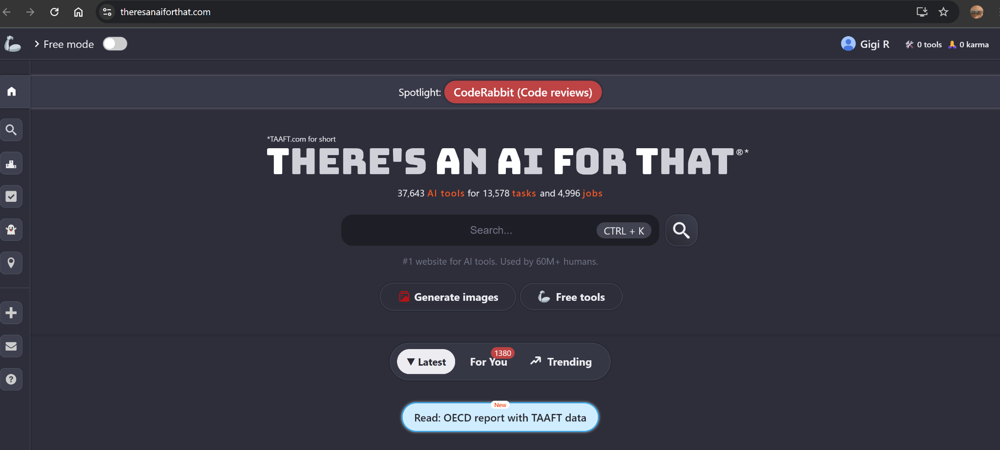 theresanaiforthat.com
Free mode
Gigi R
0 tools
0 karma
Spotlight: CodeRabbit (Code reviews)
*TAAFT.com for short
THERE'S AN AI FOR THAT®*
37,643 AI tools for 13,578 tasks and 4,996 jobs
Search... CTRL + K
#1 website for AI tools. Used by 60M+ humans.
Generate images
Free tools
1380
▼ Latest
For You
Trending
New
Read: OECD report with TAAFT data